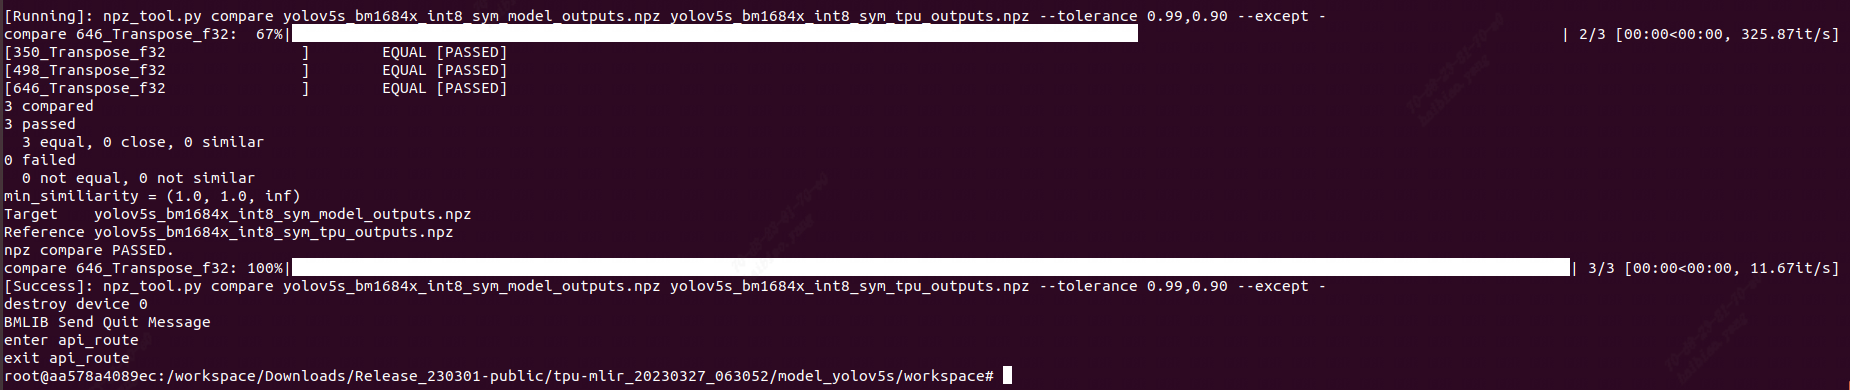 [Running]: npz_tool.py compare yolov5s_bm1684x_int8_sym_model_outputs.npz yolov5s_bm1684x_int8_sym_tpu_outputs.npz --tolerance 0.99,0.90 --except -
compare 646_Transpose_f32:  67%| | 2/3 [00:00<00:00, 325.87it/s]
[350_Transpose_f32               ]        EQUAL [PASSED]
[498_Transpose_f32               ]        EQUAL [PASSED]
[646_Transpose_f32               ]        EQUAL [PASSED]
3 compared
3 passed
  3 equal, 0 close, 0 similar
0 failed
  0 not equal, 0 not similar
min_similiarity = (1.0, 1.0, inf)
Target    yolov5s_bm1684x_int8_sym_model_outputs.npz
Reference yolov5s_bm1684x_int8_sym_tpu_outputs.npz
npz compare PASSED.
compare 646_Transpose_f32: 100%| | 3/3 [00:00<00:00, 11.67it/s]
[Success]: npz_tool.py compare yolov5s_bm1684x_int8_sym_model_outputs.npz yolov5s_bm1684x_int8_sym_tpu_outputs.npz --tolerance 0.99,0.90 --except -
destroy device 0
BMLIB Send Quit Message
enter api_route
exit api_route
root@aa578a4089ec:/workspace/Downloads/Release_230301-public/tpu-mlir_20230327_063052/model_yolov5s/workspace#